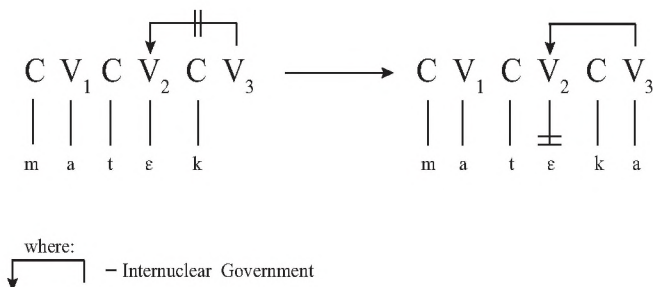 C V₁ C V₂ C V₃ C V₁ C V₂ C V₃
m a t ε k m a t ε k a
where:
– Internuclear Government